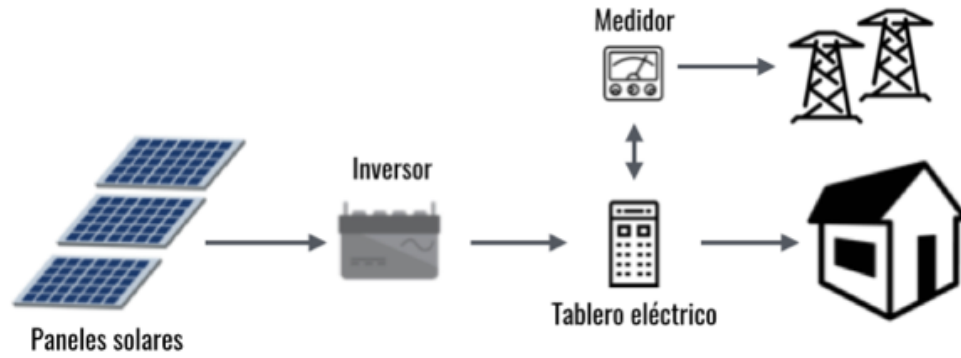 Medidor
Inversor
Tablero eléctrico
Paneles solares